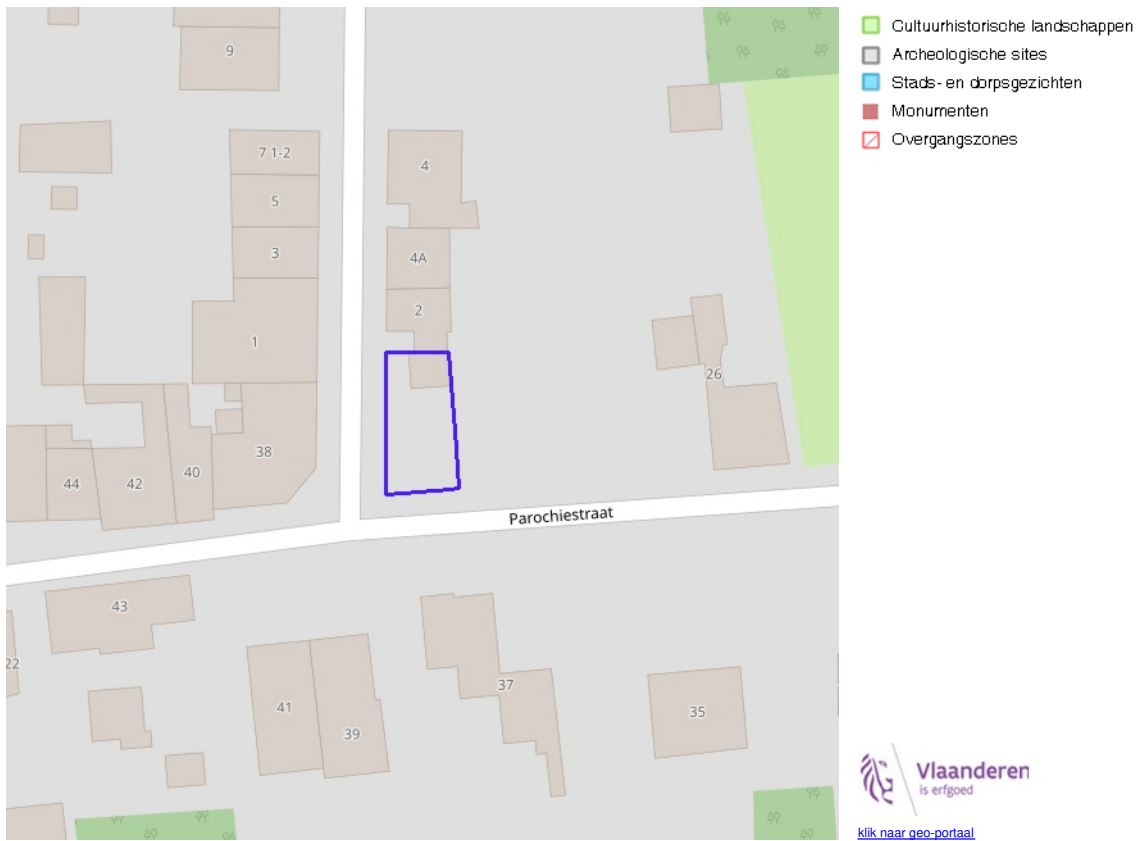 9
7 1-2
5
3
1
4
4A
2
26
38
40
42
44
Parochiestraat
43
22
41
39
37
35
Cultuurhistorische landschappen
Archeologische sites
Stads- en dorpsgezichten
Monumenten
Overgangszones
Vlaanderen
is erfgoed
klik naar geo-portaal